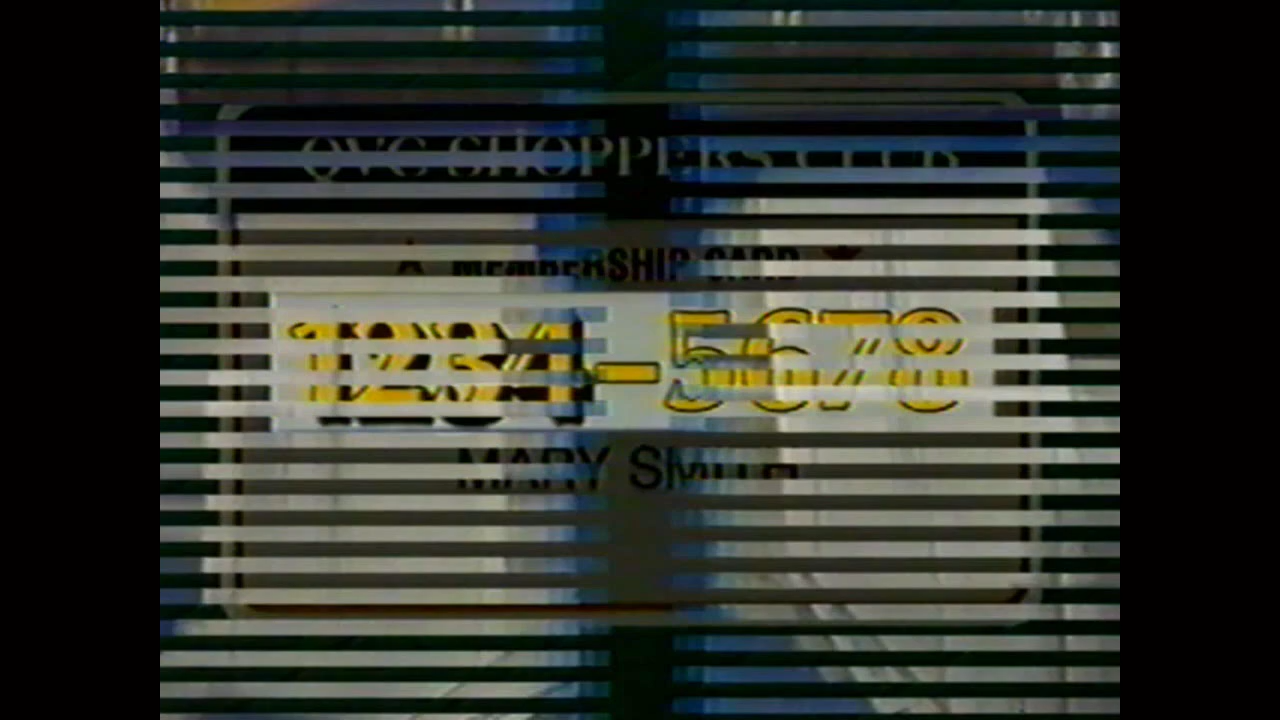 QVC SHOPPERS CLUB
★ MEMBERSHIP CARD ★
1234-5678
MARY SMITH